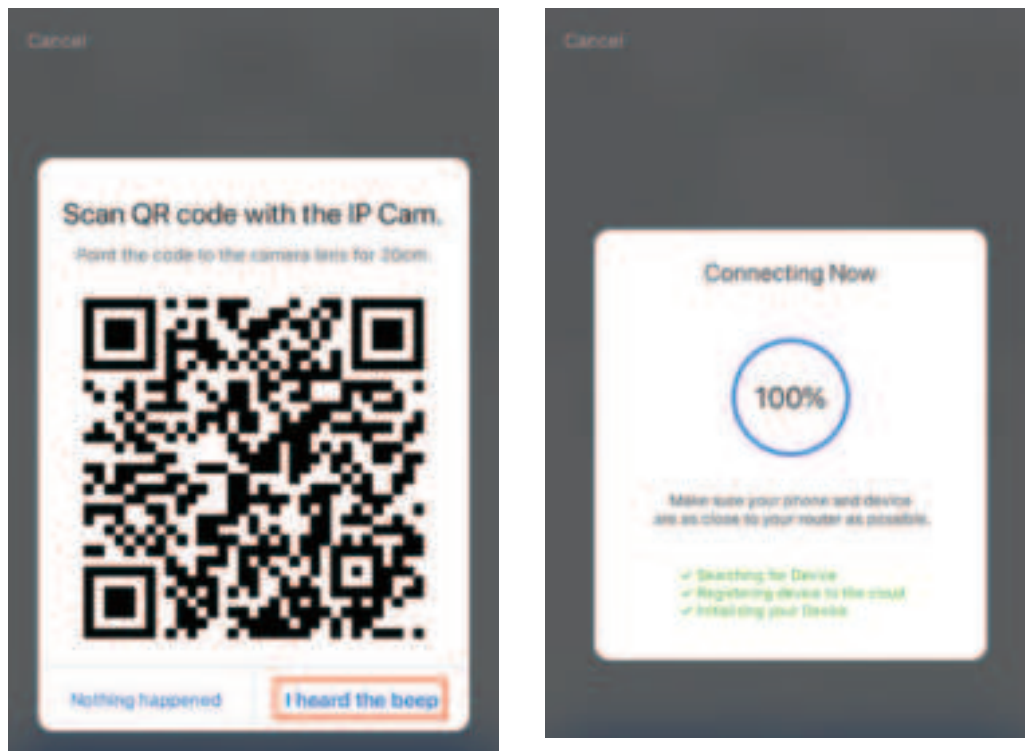 Cancel
Scan QR code with the IP Cam.
Point the code to the camera lens for 20cm.
Nothing happened
I heard the beep
Cancel
Connecting Now
100%
Make sure your phone and device
are as close to your router as possible.
✓ Searching for Device
✓ Registering device to the cloud
✓ Initializing your Device